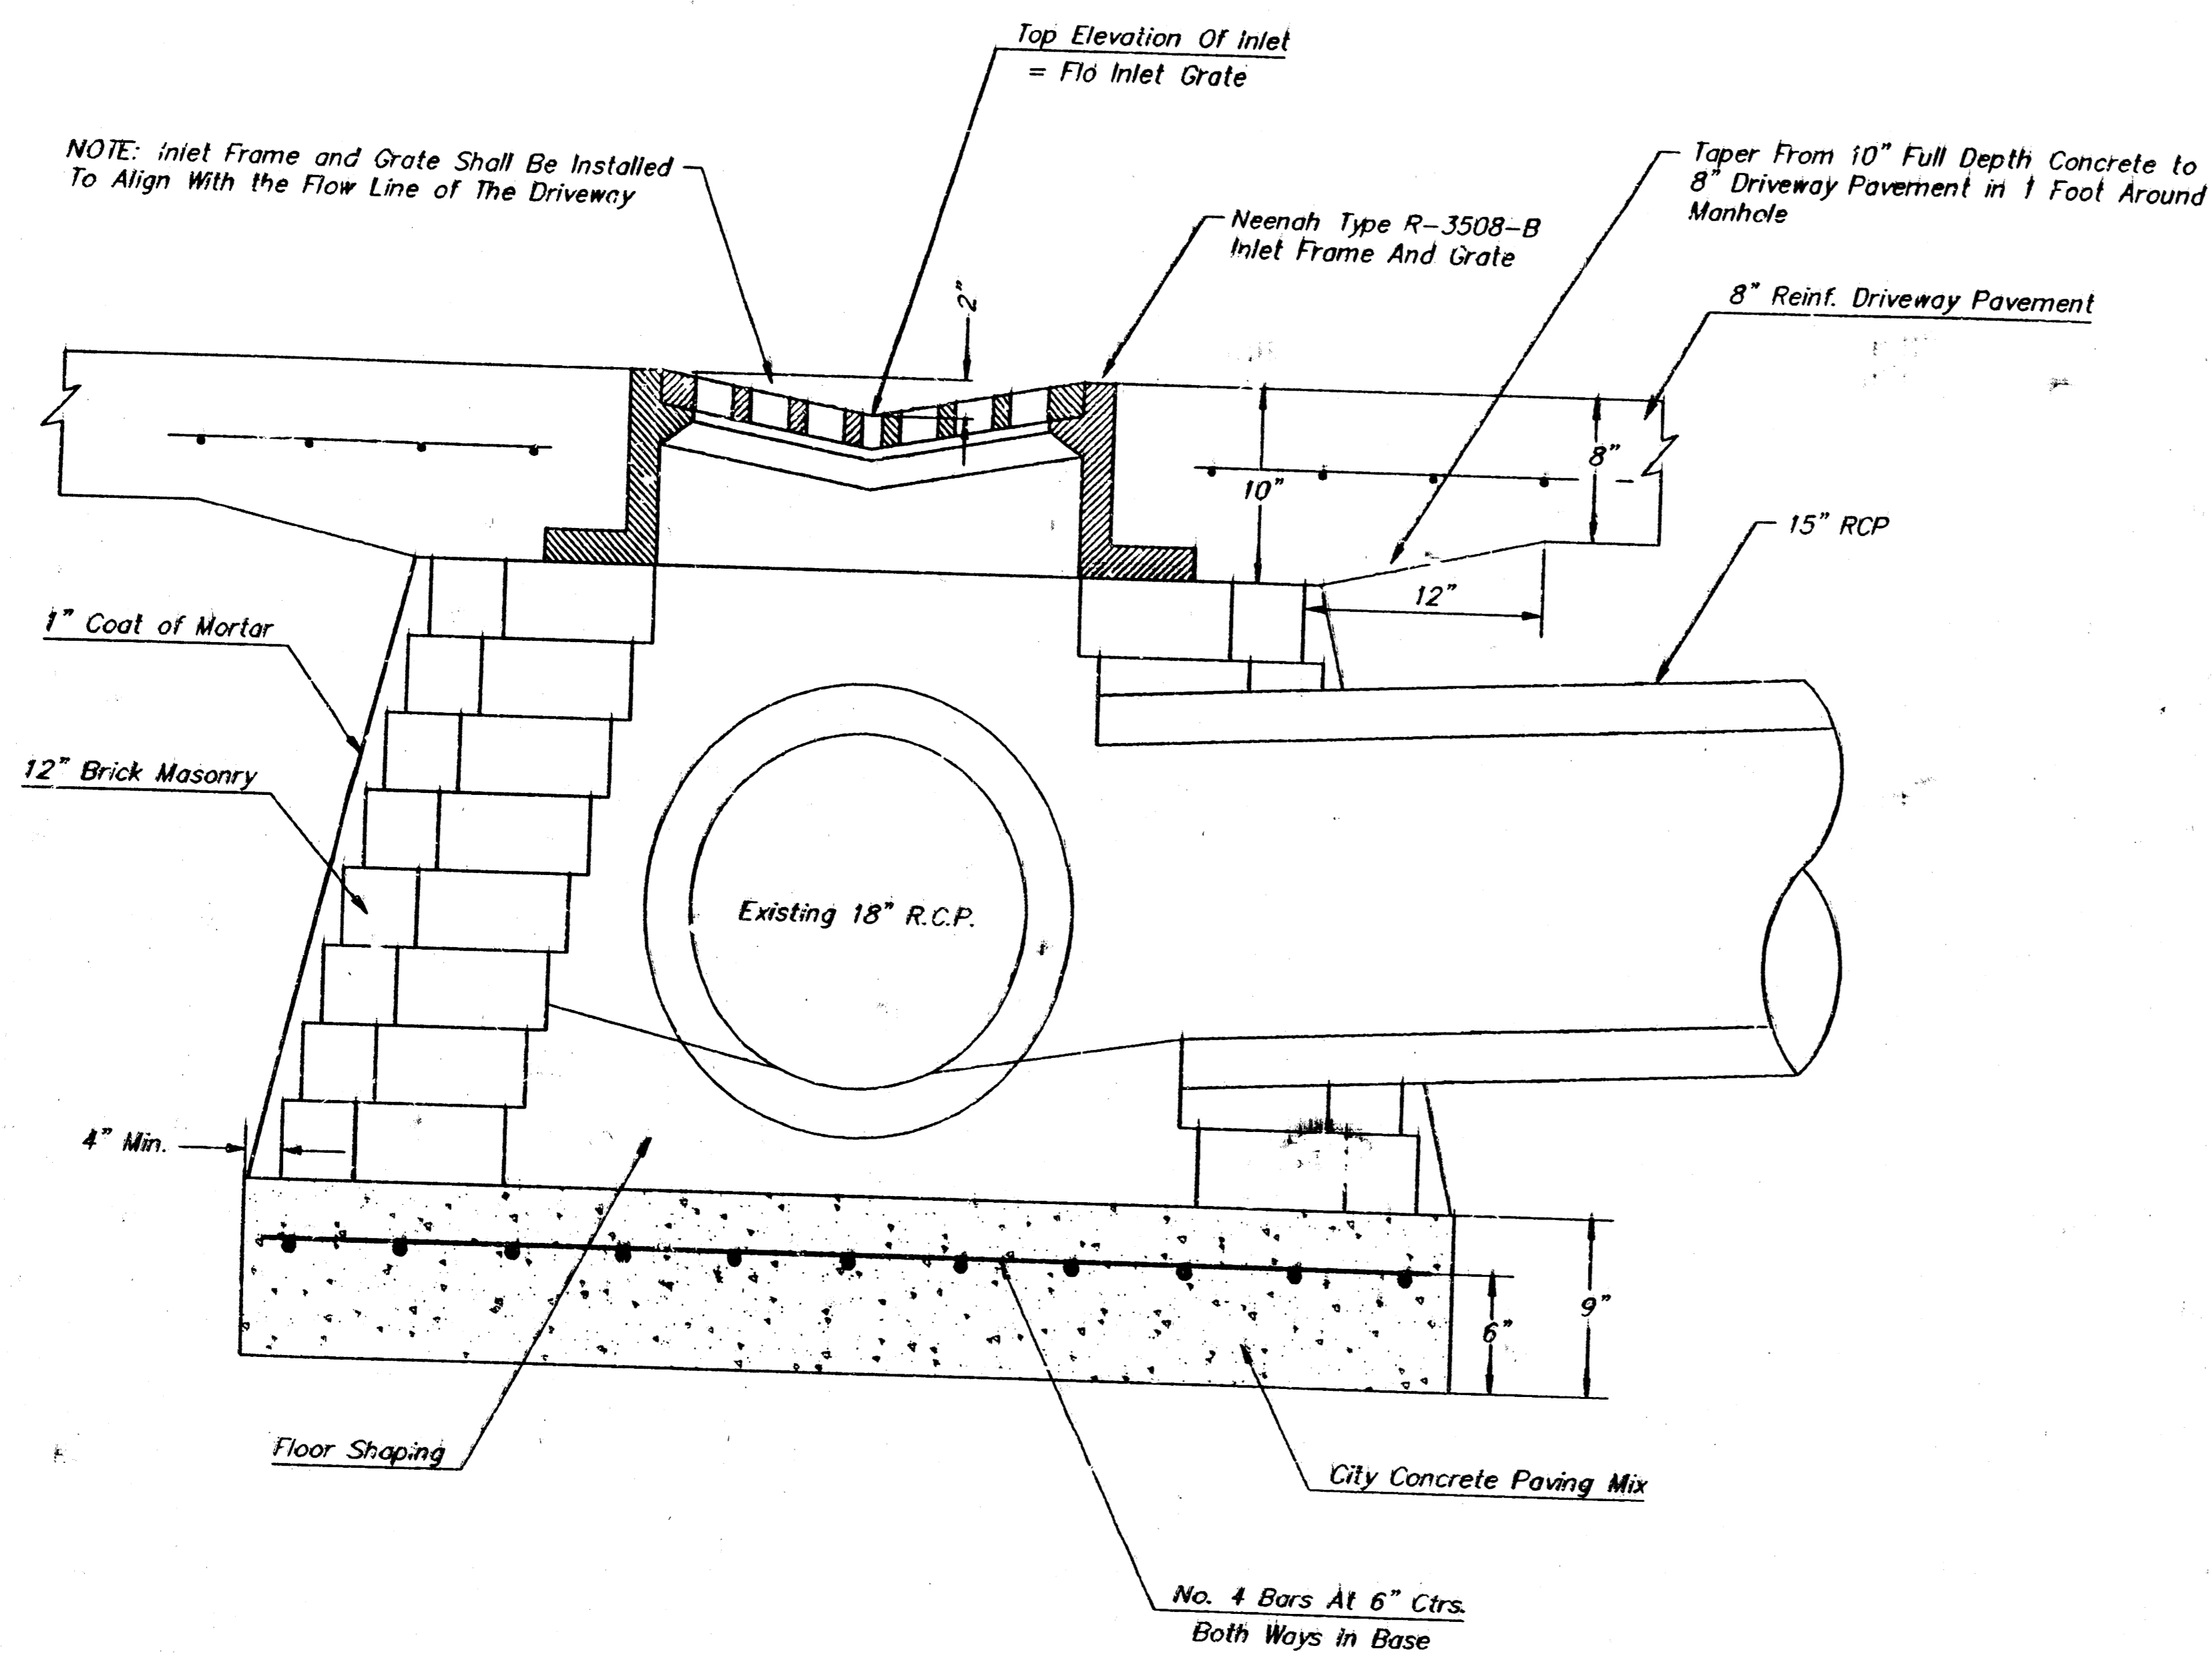 Top Elevation Of Inlet
= Flo Inlet Grate
NOTE: Inlet Frame and Grate Shall Be Installed
To Align With the Flow Line of The Driveway
Taper From 10" Full Depth Concrete to
8" Driveway Pavement in 1 Foot Around
Manhole
Neenah Type R-3508-B
Inlet Frame And Grate
2"
8" Reinf. Driveway Pavement
8"
10"
15" RCP
12"
1" Coat of Mortar
12" Brick Masonry
Existing 18" R.C.P.
4" Min.
9"
6"
Floor Shaping
City Concrete Paving Mix
No. 4 Bars At 6" Ctrs.
Both Ways In Base